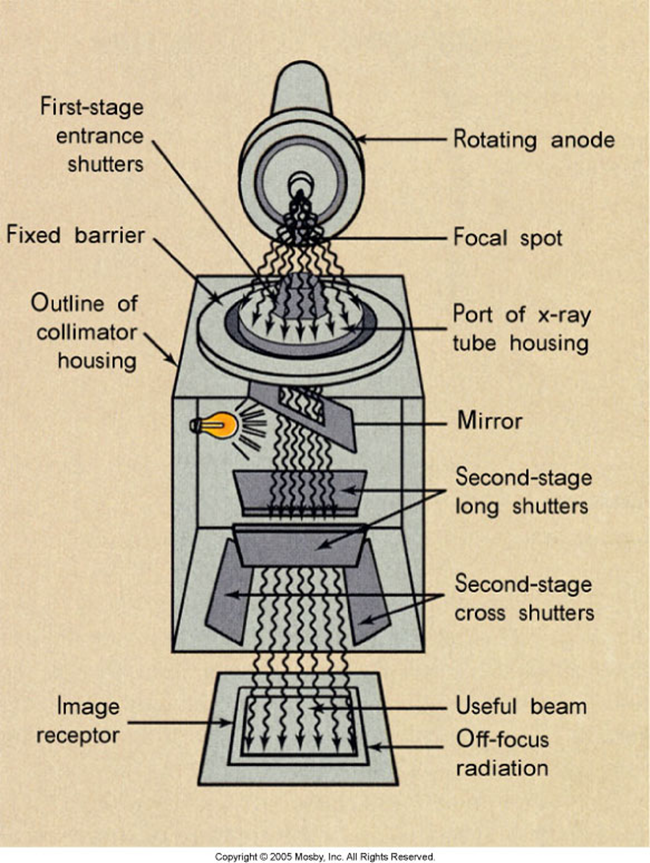 First-stage
entrance
shutters
Rotating anode
Fixed barrier
Focal spot
Outline of
collimator
housing
Port of x-ray
tube housing
Mirror
Second-stage
long shutters
Second-stage
cross shutters
Image
receptor
Useful beam
Off-focus
radiation
Copyright © 2005 Mosby, Inc. All Rights Reserved.